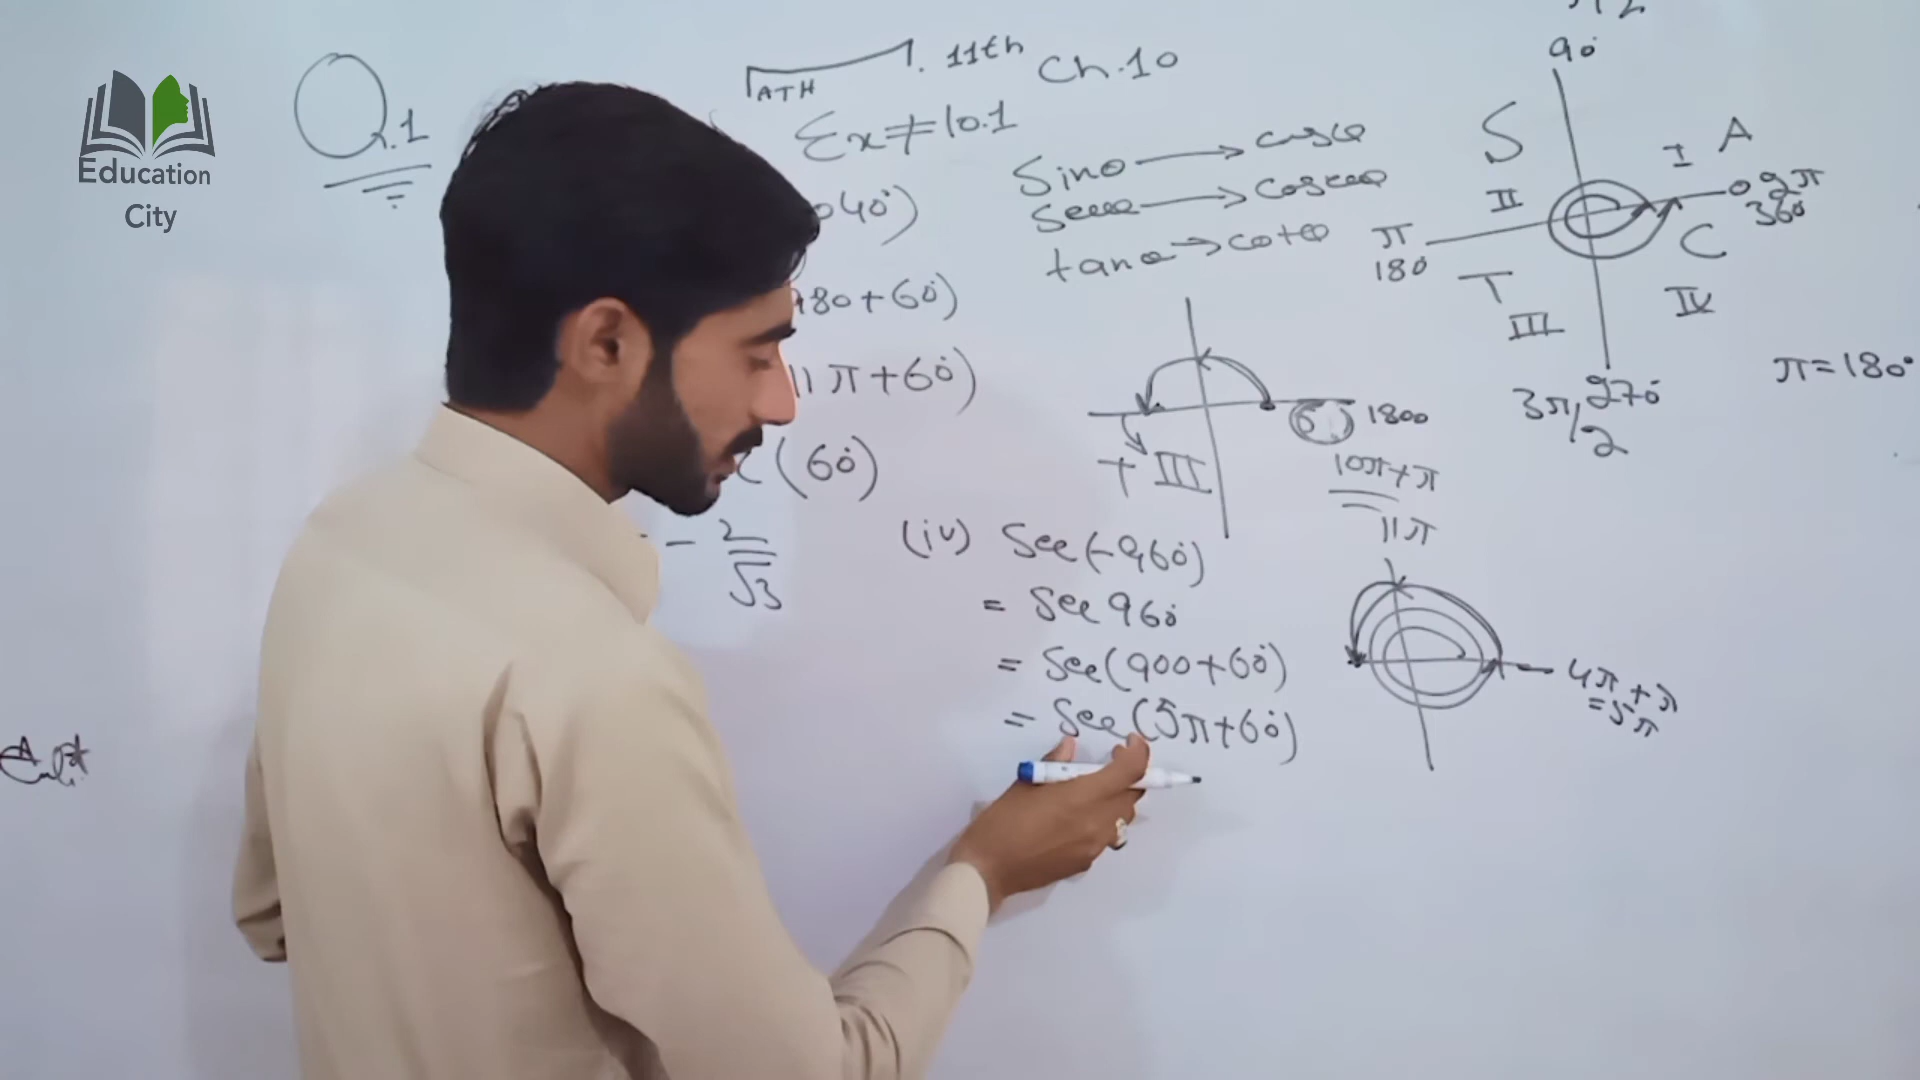 Education
City
Q.1
MATH . 11th Ch.10
Ex≠10.1
040°)
180+60°)
11π+60°)
(60°)
- 2/√3
Sinθ → cosθ
secθ → cosecθ
tanθ → cotθ
90°
S
A
I
II
0 2π
360°
π
180°
T
III
C
IV
3π/2
270°
π=180°
1800
10π+π
11π
T III
(iv) Sec(-960°)
= Sec 960°
= Sec(900+60°)
= Sec(5π+60°)
4π+π
=5π